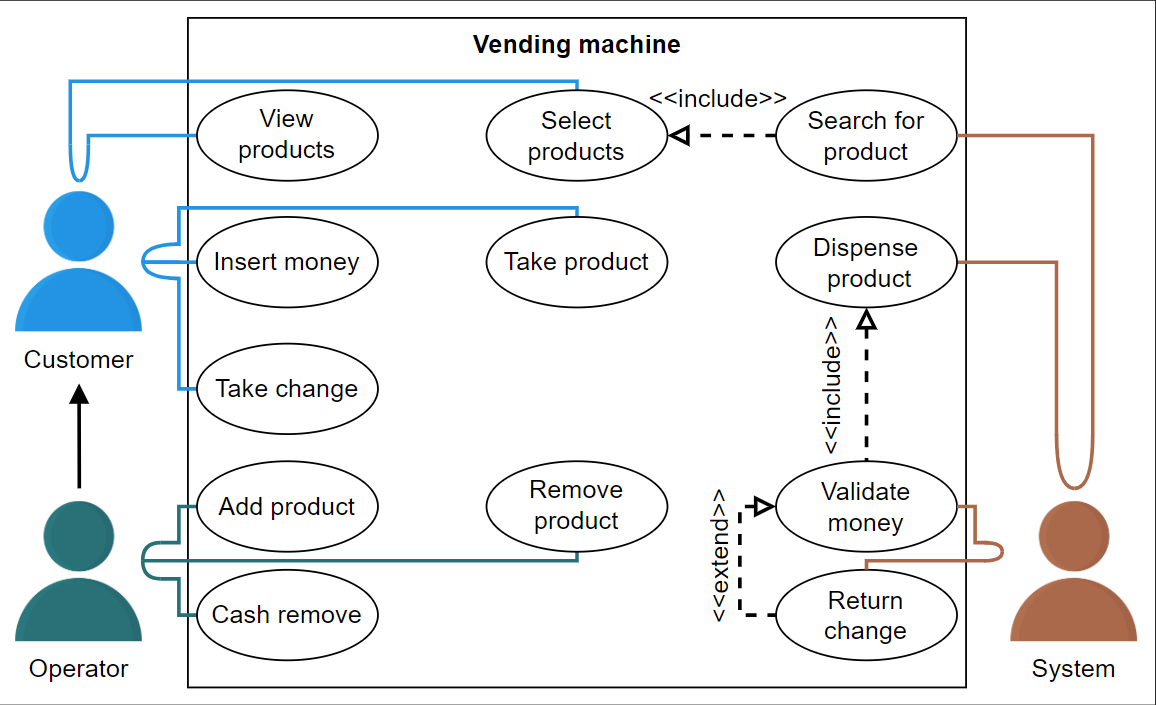 Vending machine
View
products
Select
products
<<include>>
Search for
product
Insert money
Take product
Dispense
product
Customer
Take change
<<include>>
Add product
Remove
product
Validate
money
<<extend>>
Cash remove
Return
change
Operator
System